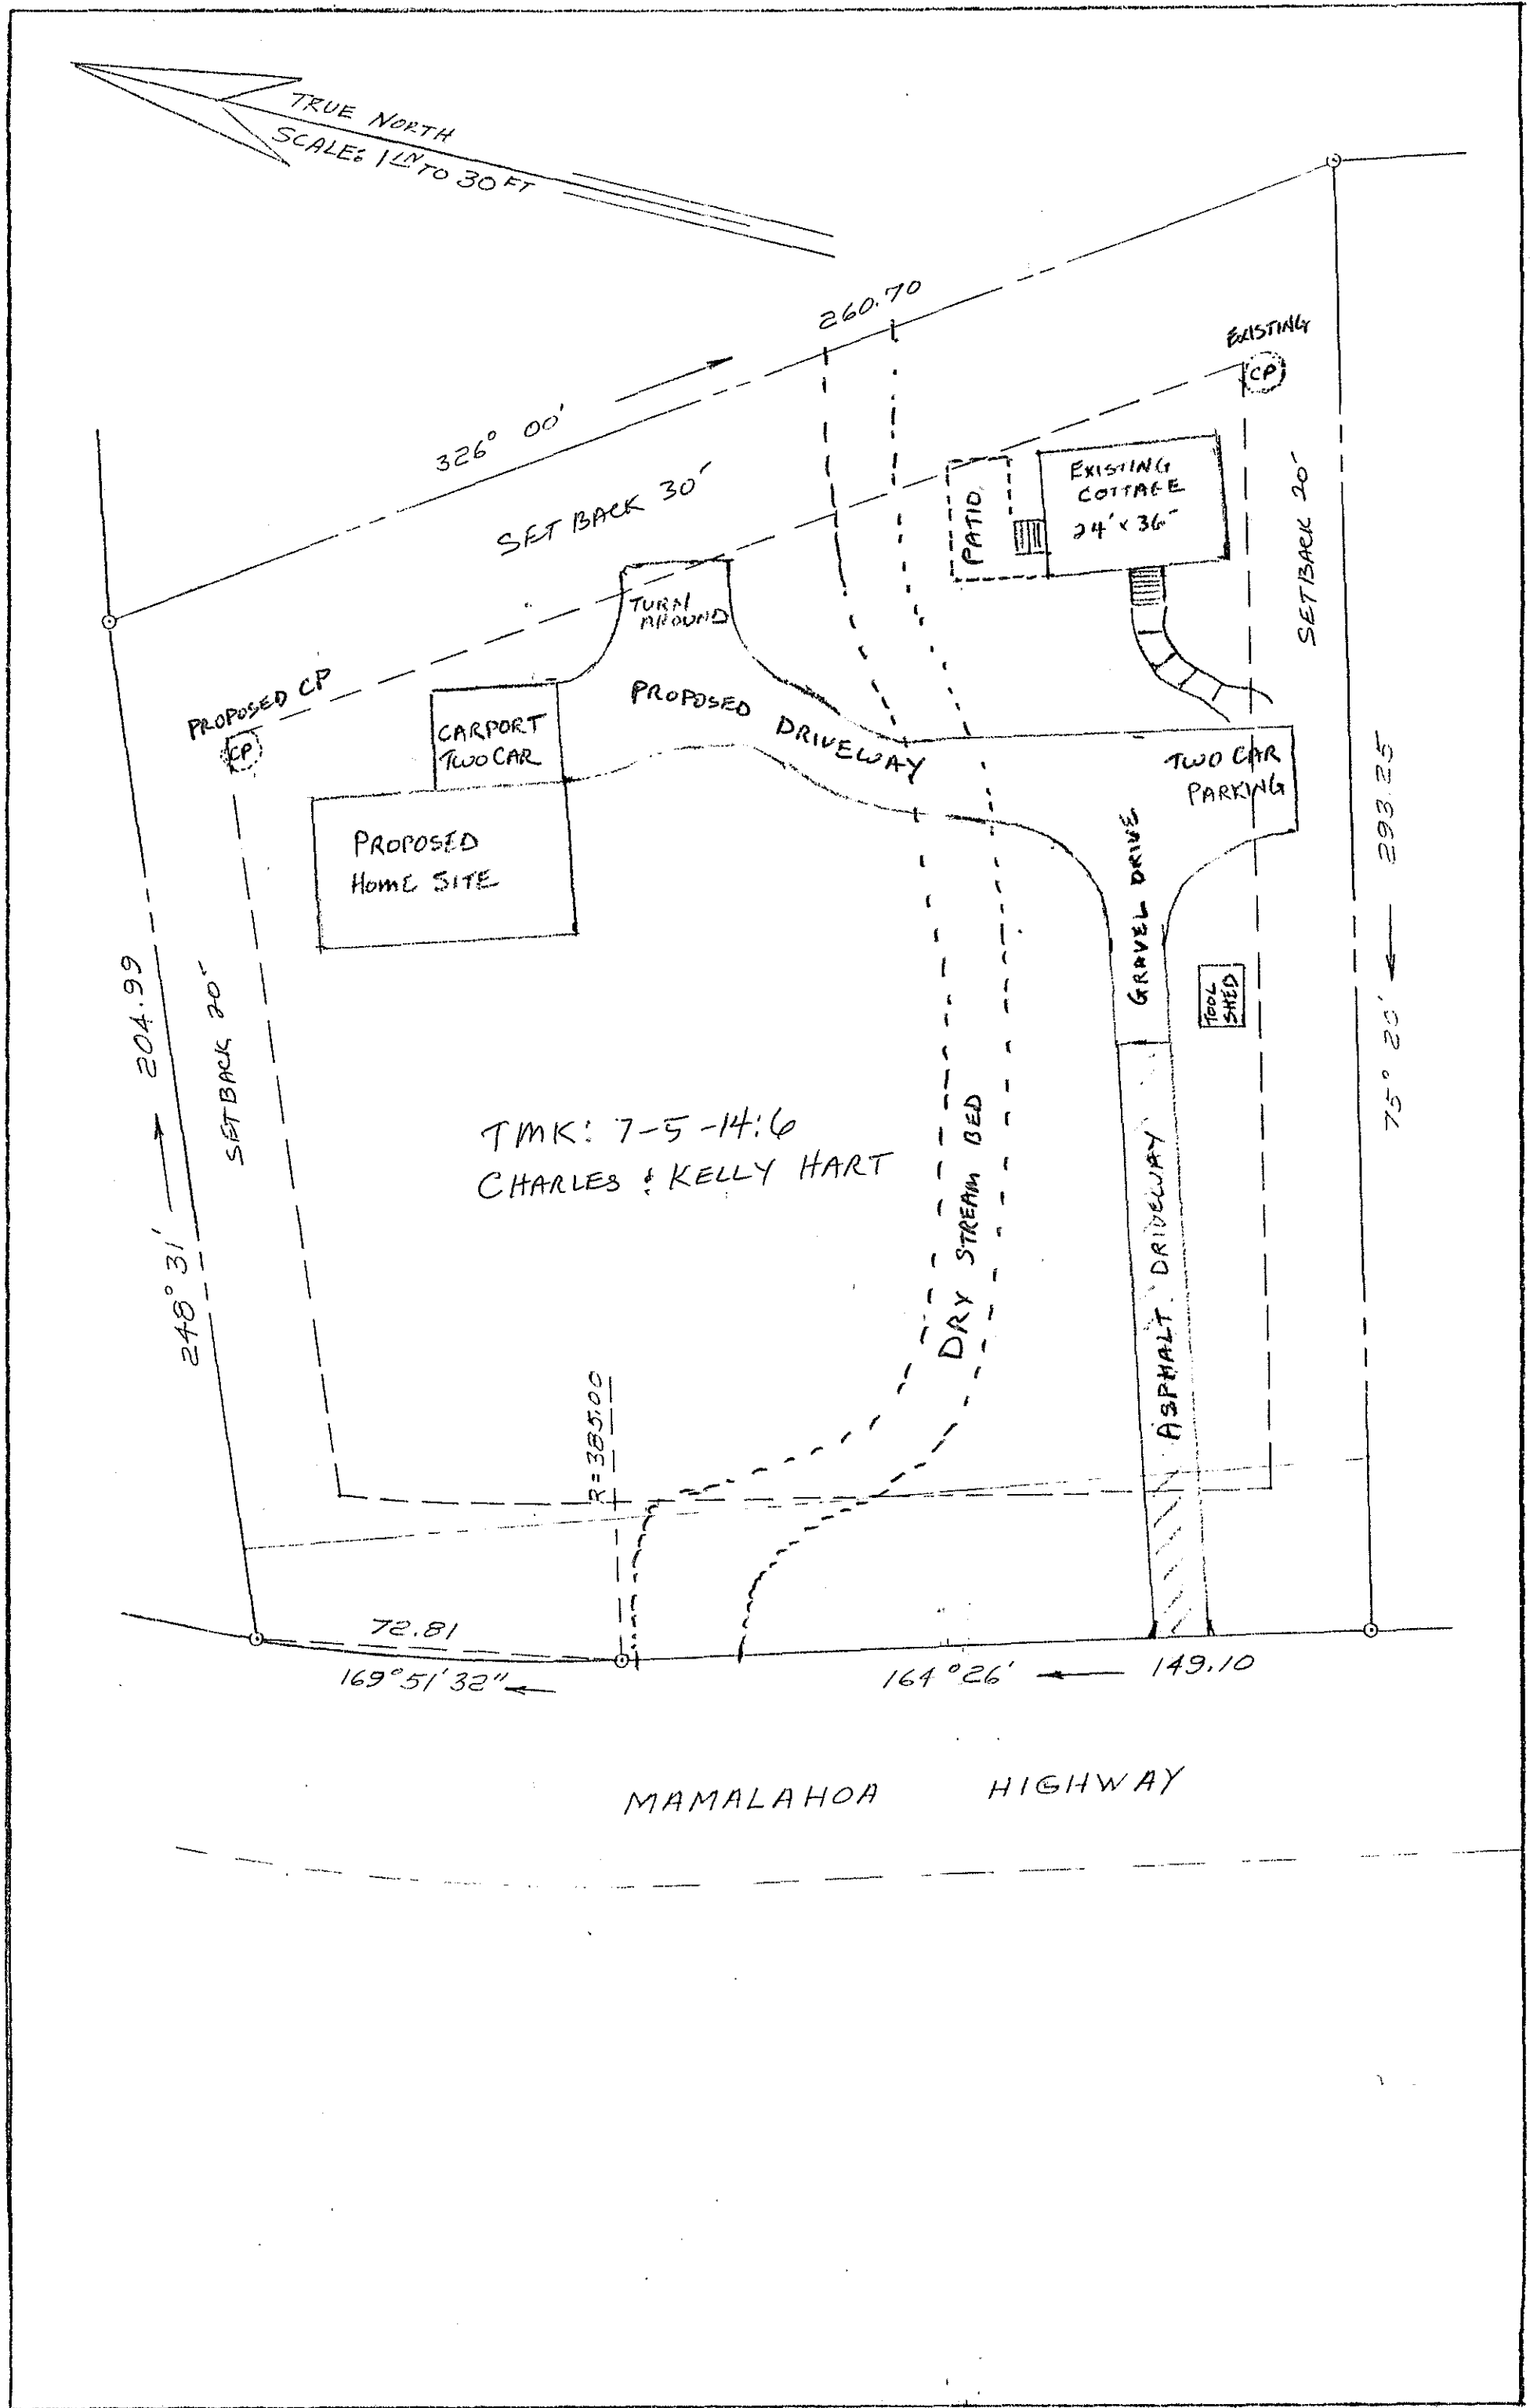 TRUE NORTH
SCALE: 1 IN TO 30 FT
260.70
326° 00'
SET BACK 30'
EXISTING
CP
EXISTING
COTTAGE
24' x 36'
PATIO
SETBACK 20'
TURN
AROUND
PROPOSED CP
CP
CARPORT
TWO CAR
PROPOSED DRIVEWAY
TWO CAR
PARKING
PROPOSED
HOME SITE
GRAVEL DRIVE
TOOL
SHED
293.25
75° 20'
204.99
248° 31'
SETBACK 20'
TMK: 7-5-14:6
CHARLES & KELLY HART
DRY STREAM BED
ASPHALT DRIVEWAY
R=385.00
72.81
169°51'32"
164°26'
149.10
MAMALAHOA HIGHWAY